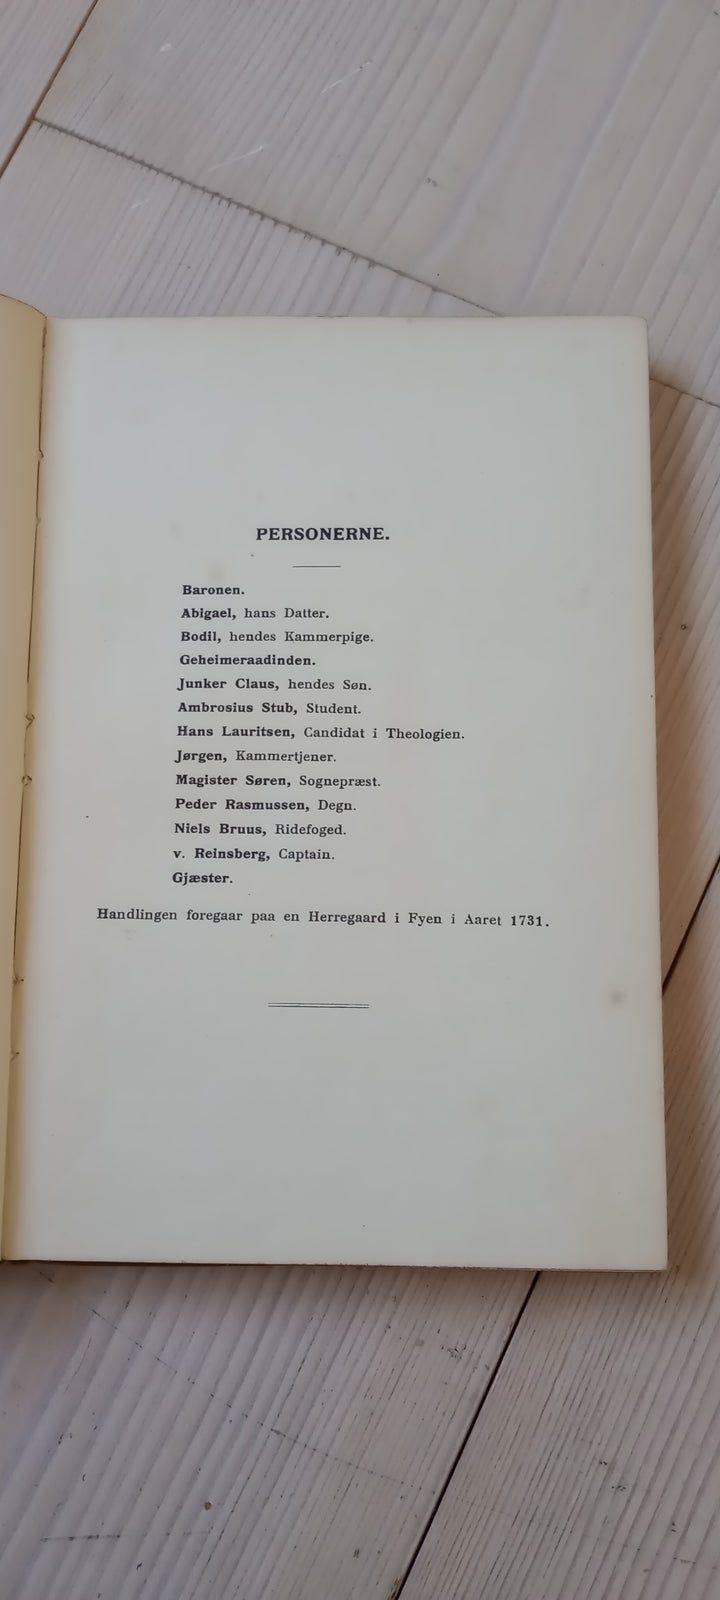 PERSONERNE.
Baronen.
Abigael, hans Datter.
Bodil, hendes Kammerpige.
Geheimeraadinden.
Junker Claus, hendes Søn.
Ambrosius Stub, Student.
Hans Lauritsen, Candidat i Theologien.
Jørgen, Kammertjener.
Magister Søren, Sognepræst.
Peder Rasmussen, Degn.
Niels Bruus, Ridefoged.
v. Reinsberg, Captain.
Gjæster.
Handlingen foregaar paa en Herregaard i Fyen i Aaret 1731.